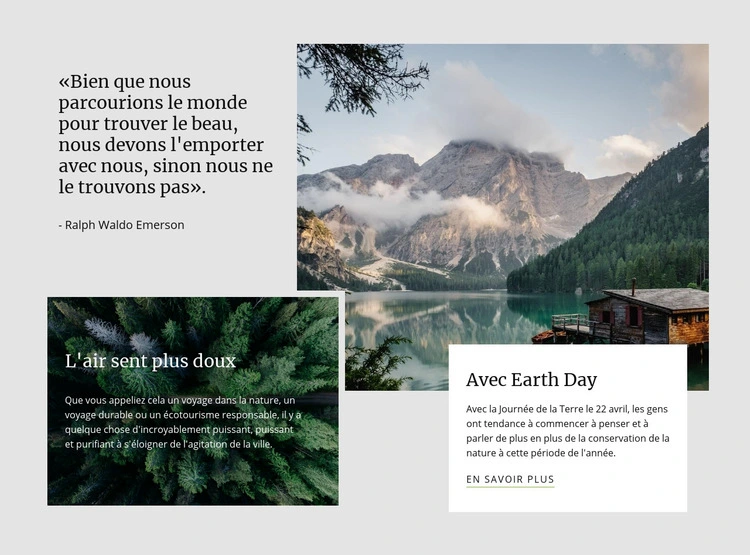 «Bien que nous
parcourions le monde
pour trouver le beau,
nous devons l'emporter
avec nous, sinon nous ne
le trouvons pas».
- Ralph Waldo Emerson
L'air sent plus doux
Que vous appeliez cela un voyage dans la nature, un
voyage durable ou un écotourisme responsable, il y a
quelque chose d'incroyablement puissant, puissant
et purifiant à s'éloigner de l'agitation de la ville.
Avec Earth Day
Avec la Journée de la Terre le 22 avril, les gens
ont tendance à commencer à penser et à
parler de plus en plus de la conservation de la
nature à cette période de l'année.
EN SAVOIR PLUS